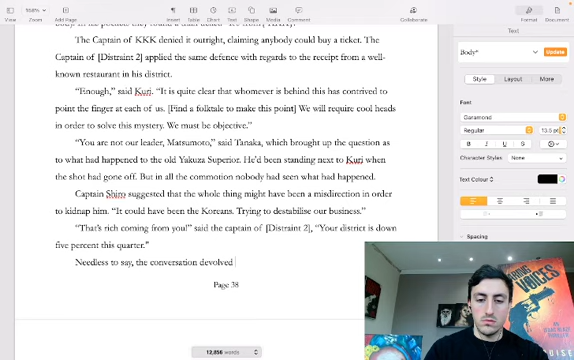 View
108%
Zoom
Add Page
Insert
Table
Chart
Text
Shape
Media
Comment
Collaborate
Format
Document
The Captain of KKK denied it outright, claiming anybody could buy a ticket. The
Captain of [Distraint 2] applied the same defence with regards to the receipt from a well-
known restaurant in his district.
“Enough,” said Kuri. “It is quite clear that whomever is behind this has contrived to
point the finger at each of us. [Find a folktale to make this point] We will require cool heads
in order to solve this mystery. We must be objective.”
“You are not our leader, Matsumoto,” said Tanaka, which brought up the question as
to what had happened to the old Yakuza Superior. He’d been standing next to Kuri when
the shot had gone off. But in all the commotion nobody had seen what had happened.
Captain Shiro suggested that the whole thing might have been a misdirection in order
to kidnap him. “It could have been the Koreans. Trying to destabilise our business.”
“That’s rich coming from you!” said the captain of [Distraint 2], “Your district is down
five percent this quarter.”
Needless to say, the conversation devolved
Page 38
12,856 words
Text
Body*
Update
Style
Layout
More
Font
Garamond
Regular
13.5 pt
B I U S
Character Styles
None
Text Colour
Spacing
VOICES